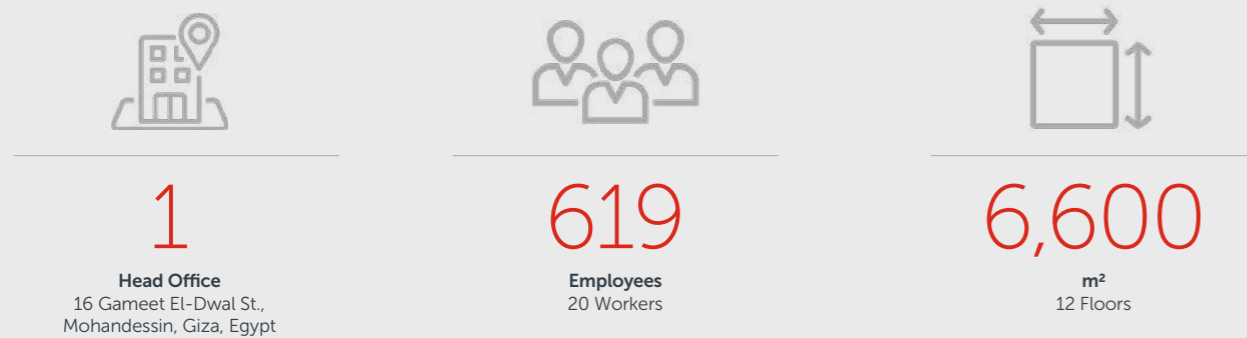 1
Head Office
16 Gameet El-Dwal St.,
Mohandessin, Giza, Egypt
619
Employees
20 Workers
6,600
m²
12 Floors